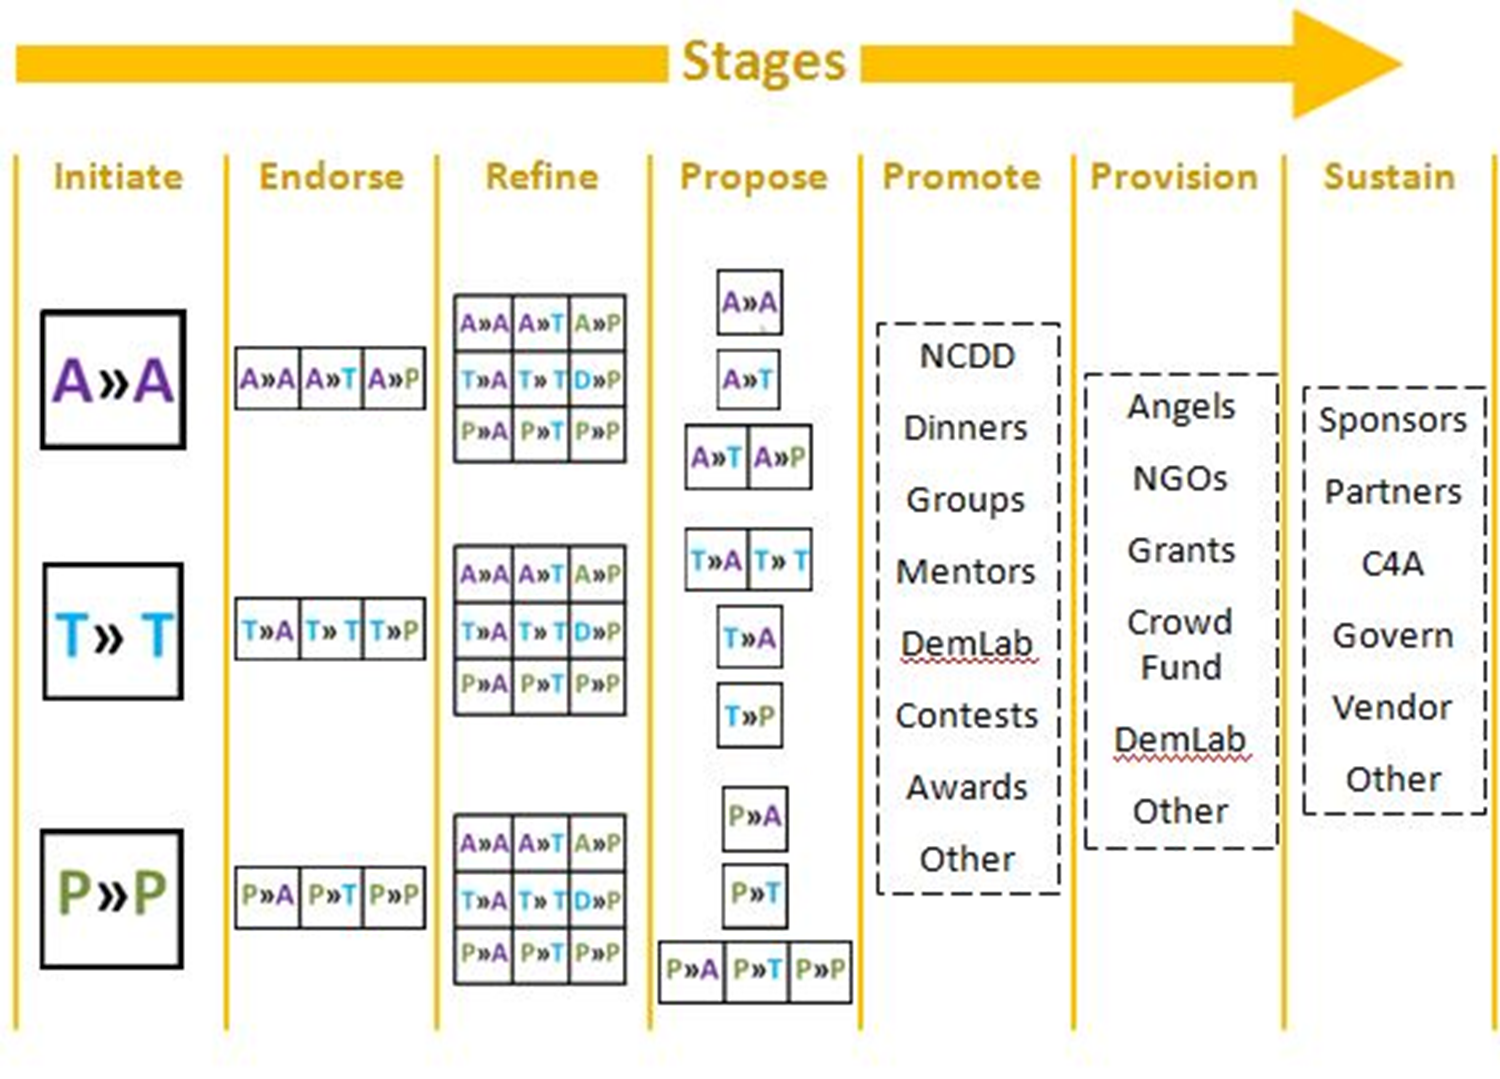 Stages
Initiate
Endorse
Refine
Propose
Promote
Provision
Sustain
A»A
T» T
P»P
A»A A»T A»P
T»A T» T T»P
P»A P»T P»P
A»A A»T A»P
T»A T» T D»P
P»A P»T P»P
A»A A»T A»P
T»A T» T D»P
P»A P»T P»P
A»A A»T A»P
T»A T» T D»P
P»A P»T P»P
A»A
A»T
A»T A»P
T»A T» T
T»A
T»P
P»A
P»T
P»A P»T P»P
NCDD
Dinners
Groups
Mentors
DemLab
Contests
Awards
Other
Angels
NGOs
Grants
Crowd
Fund
DemLab
Other
Sponsors
Partners
C4A
Govern
Vendor
Other